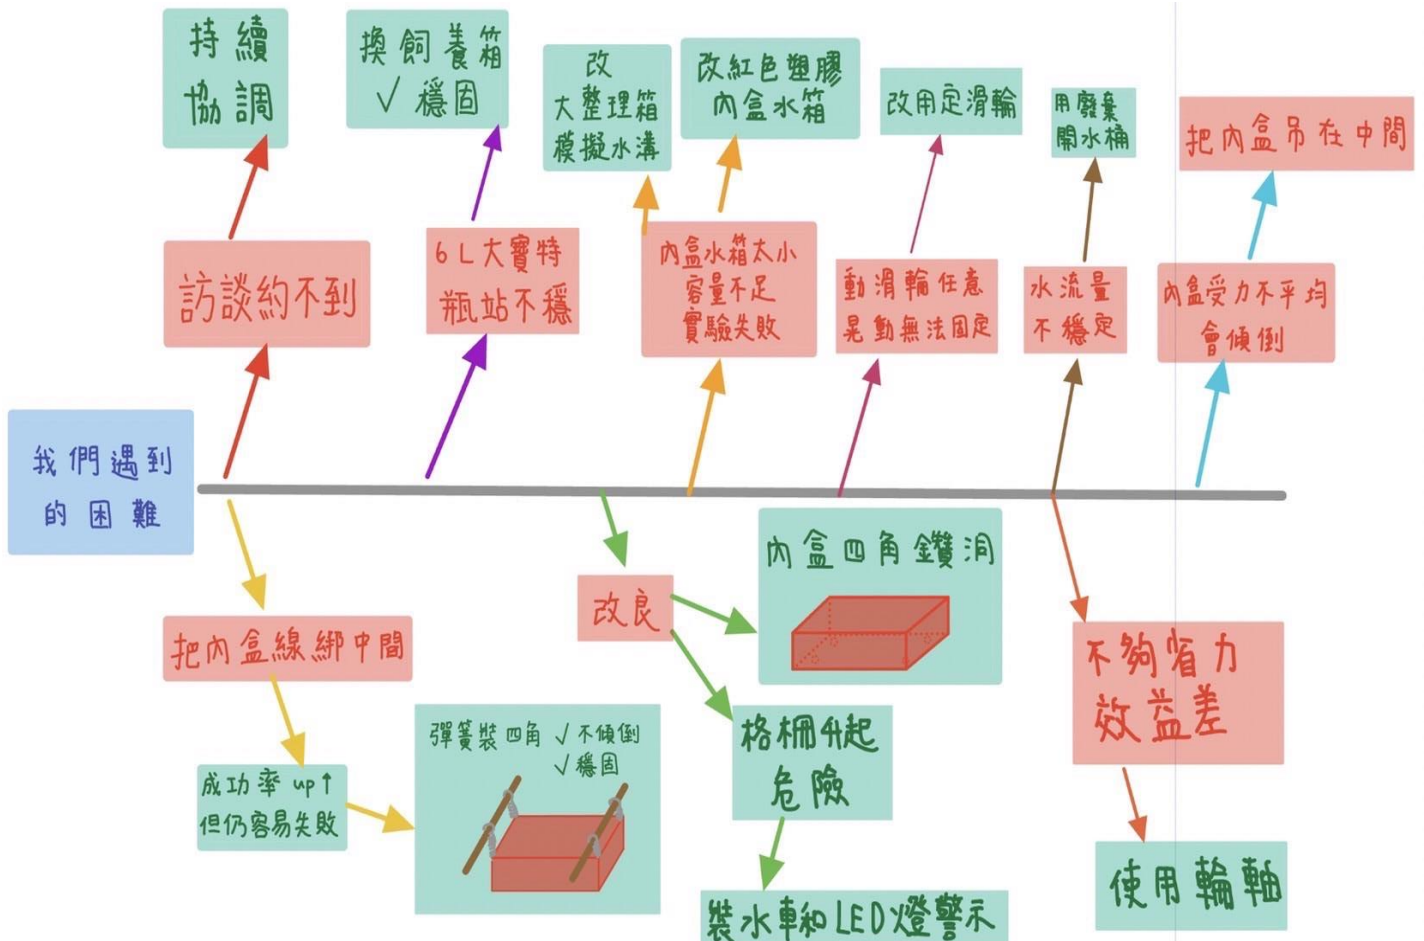 我們遇到
的困難
持續
協調
訪談約不到
換飼養箱
✓穩固
6L大寶特
瓶站不穩
改
大整理箱
模擬水溝
改紅色塑膠
內盒水箱
內盒水箱太小
容量不足
實驗失敗
改用定滑輪
動滑輪任意
晃動無法固定
用廢棄
開水桶
水流量
不穩定
把內盒吊在中間
內盒受力不平均
會傾倒
把內盒線綁中間
成功率up↑
但仍容易失敗
彈簧裝四角 ✓不傾倒
✓穩固
改良
內盒四角鑽洞
格柵升起
危險
裝水車和LED燈警示
不夠省力
效益差
使用輪軸